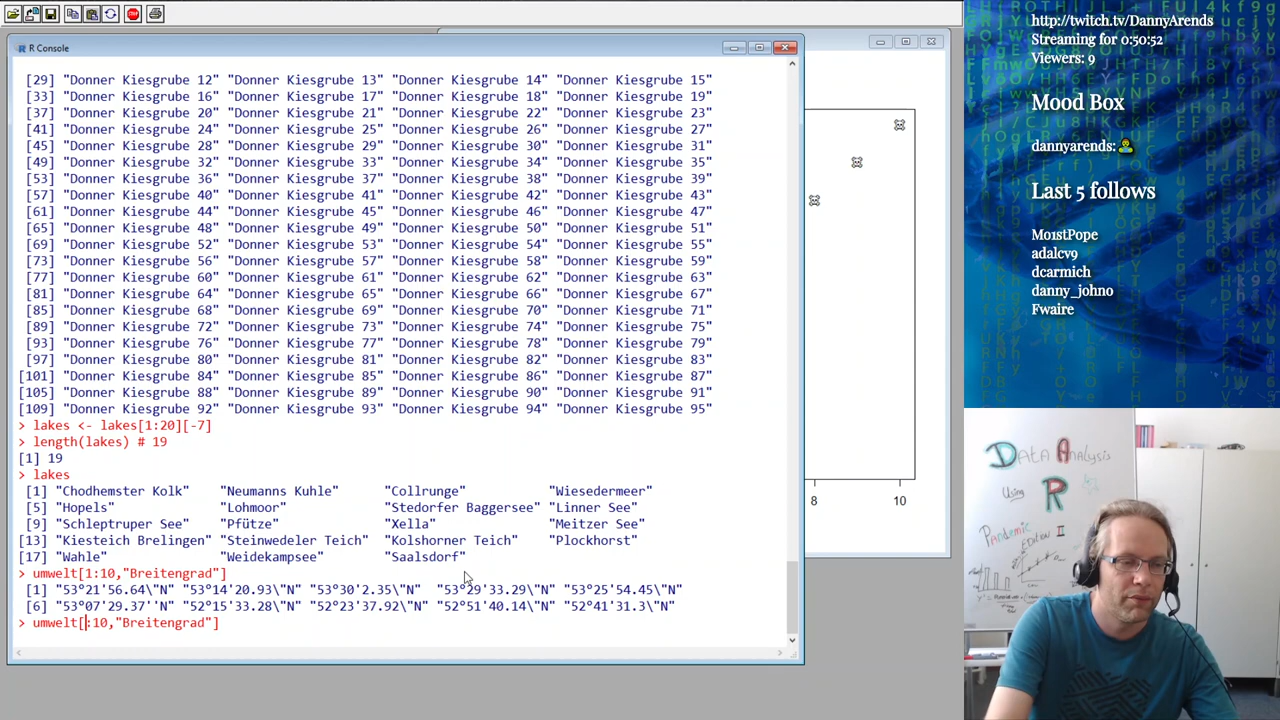 R Console
[29] "Donner Kiesgrube 12" "Donner Kiesgrube 13" "Donner Kiesgrube 14" "Donner Kiesgrube 15"
[33] "Donner Kiesgrube 16" "Donner Kiesgrube 17" "Donner Kiesgrube 18" "Donner Kiesgrube 19"
[37] "Donner Kiesgrube 20" "Donner Kiesgrube 21" "Donner Kiesgrube 22" "Donner Kiesgrube 23"
[41] "Donner Kiesgrube 24" "Donner Kiesgrube 25" "Donner Kiesgrube 26" "Donner Kiesgrube 27"
[45] "Donner Kiesgrube 28" "Donner Kiesgrube 29" "Donner Kiesgrube 30" "Donner Kiesgrube 31"
[49] "Donner Kiesgrube 32" "Donner Kiesgrube 33" "Donner Kiesgrube 34" "Donner Kiesgrube 35"
[53] "Donner Kiesgrube 36" "Donner Kiesgrube 37" "Donner Kiesgrube 38" "Donner Kiesgrube 39"
[57] "Donner Kiesgrube 40" "Donner Kiesgrube 41" "Donner Kiesgrube 42" "Donner Kiesgrube 43"
[61] "Donner Kiesgrube 44" "Donner Kiesgrube 45" "Donner Kiesgrube 46" "Donner Kiesgrube 47"
[65] "Donner Kiesgrube 48" "Donner Kiesgrube 49" "Donner Kiesgrube 50" "Donner Kiesgrube 51"
[69] "Donner Kiesgrube 52" "Donner Kiesgrube 53" "Donner Kiesgrube 54" "Donner Kiesgrube 55"
[73] "Donner Kiesgrube 56" "Donner Kiesgrube 57" "Donner Kiesgrube 58" "Donner Kiesgrube 59"
[77] "Donner Kiesgrube 60" "Donner Kiesgrube 61" "Donner Kiesgrube 62" "Donner Kiesgrube 63"
[81] "Donner Kiesgrube 64" "Donner Kiesgrube 65" "Donner Kiesgrube 66" "Donner Kiesgrube 67"
[85] "Donner Kiesgrube 68" "Donner Kiesgrube 69" "Donner Kiesgrube 70" "Donner Kiesgrube 71"
[89] "Donner Kiesgrube 72" "Donner Kiesgrube 73" "Donner Kiesgrube 74" "Donner Kiesgrube 75"
[93] "Donner Kiesgrube 76" "Donner Kiesgrube 77" "Donner Kiesgrube 78" "Donner Kiesgrube 79"
[97] "Donner Kiesgrube 80" "Donner Kiesgrube 81" "Donner Kiesgrube 82" "Donner Kiesgrube 83"
[101] "Donner Kiesgrube 84" "Donner Kiesgrube 85" "Donner Kiesgrube 86" "Donner Kiesgrube 87"
[105] "Donner Kiesgrube 88" "Donner Kiesgrube 89" "Donner Kiesgrube 90" "Donner Kiesgrube 91"
[109] "Donner Kiesgrube 92" "Donner Kiesgrube 93" "Donner Kiesgrube 94" "Donner Kiesgrube 95"
> lakes <- lakes[1:20][-7]
> length(lakes) # 19
[1] 19
> lakes
[1] "Chodhemster Kolk" "Neumanns Kuhle" "Collrunge" "Wiesedermeer"
[5] "Hopels" "Lohmoor" "Stedorfer Baggersee" "Linner See"
[9] "Schleptruper See" "Pfütze" "Xella" "Meitzer See"
[13] "Kiesteich Brelingen" "Steinwedeler Teich" "Kolshorner Teich" "Plockhorst"
[17] "Wahle" "Weidekampsee" "Saalsdorf"
> umwelt[1:10,"Breitengrad"]
[1] "53°21'56.64\"N" "53°14'20.93\"N" "53°30'2.35\"N" "53°29'33.29\"N" "53°25'54.45\"N"
[6] "53°07'29.37''N" "52°15'33.28\"N" "52°23'37.92\"N" "52°51'40.14\"N" "52°41'31.3\"N"
> umwelt[:10,"Breitengrad"]
8 10
http://twitch.tv/DannyArends
Streaming for 0:50:52
Viewers: 9
Mood Box
dannyarends:
Last 5 follows
Mo1stPope
adalcv9
dcarmich
danny_johno
Fwaire
Data Analysis
Using R
Pandemic
Edition II